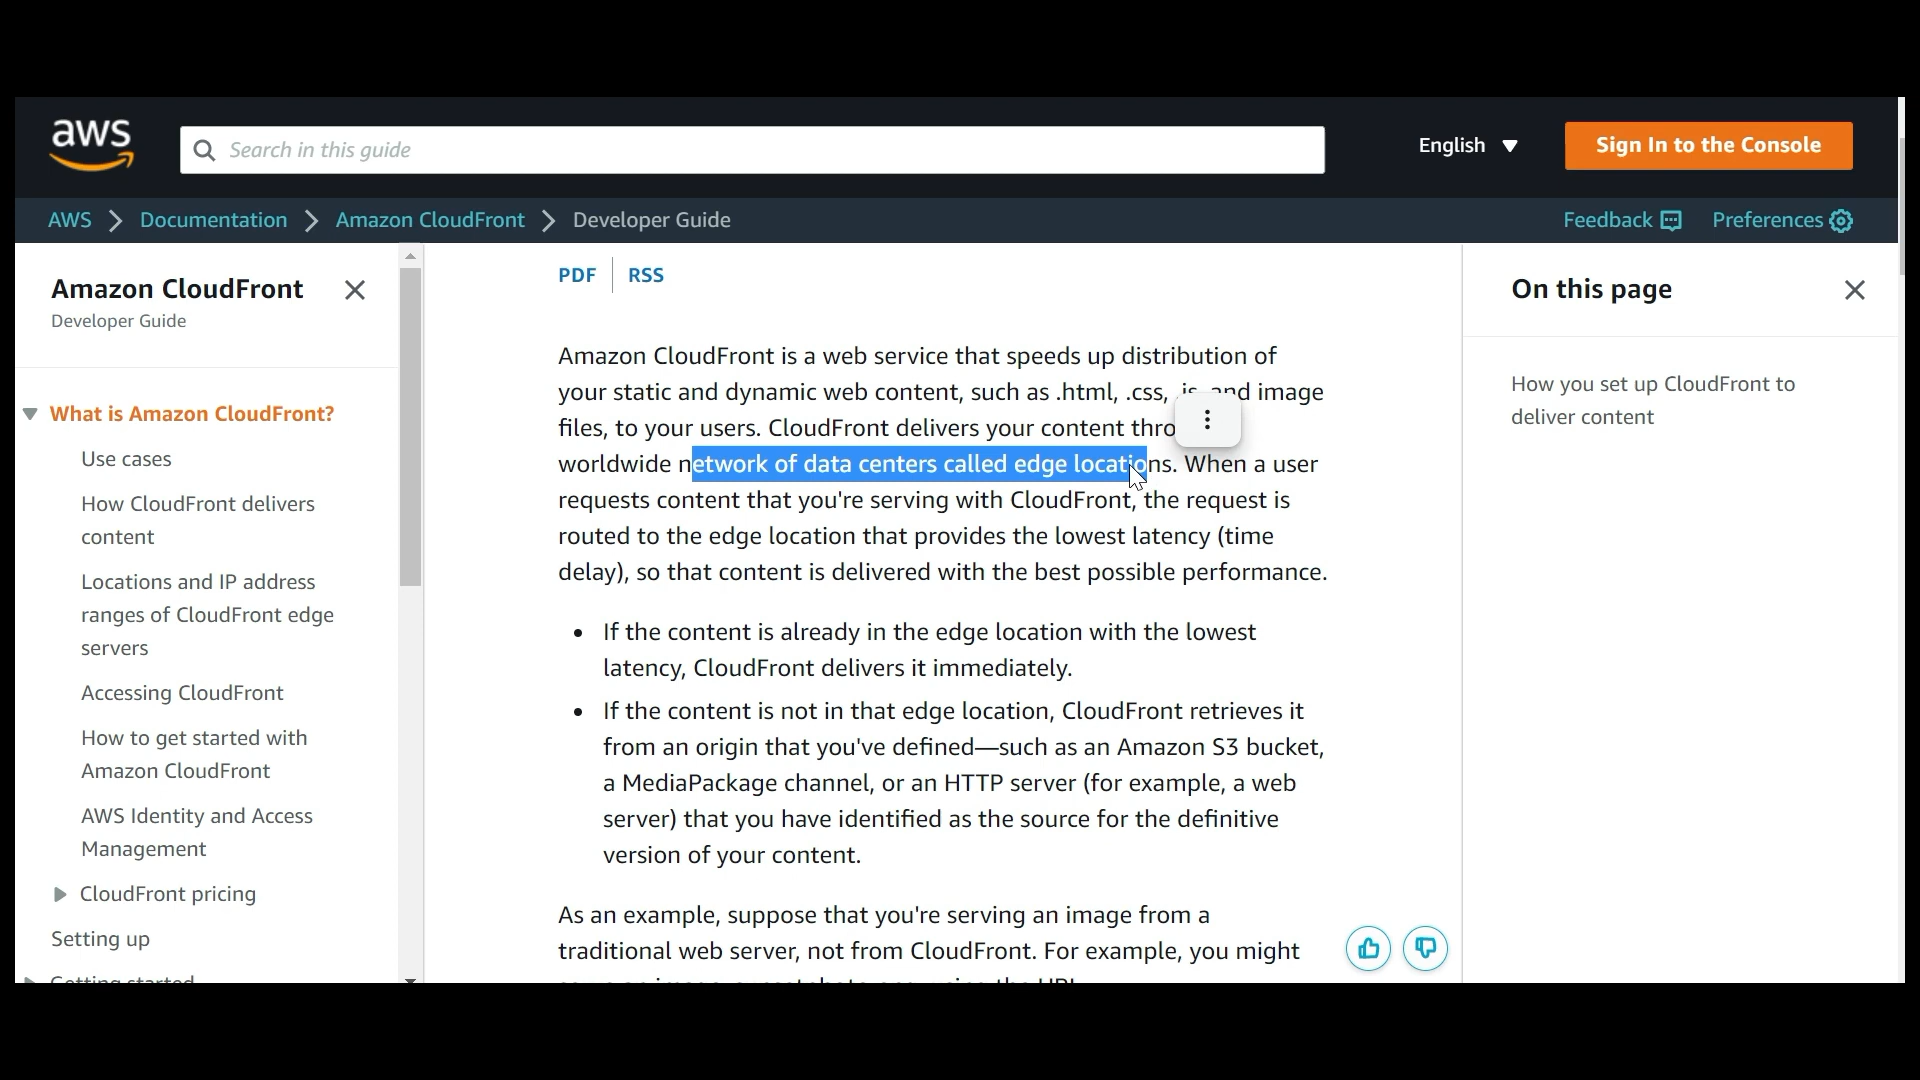 aws
Search in this guide
English
Sign In to the Console
AWS
Documentation
Amazon CloudFront
Developer Guide
Feedback
Preferences
Amazon CloudFront
Developer Guide
What is Amazon CloudFront?
Use cases
How CloudFront delivers
content
Locations and IP address
ranges of CloudFront edge
servers
Accessing CloudFront
How to get started with
Amazon CloudFront
AWS Identity and Access
Management
CloudFront pricing
Setting up
Getting started
PDF
RSS
Amazon CloudFront is a web service that speeds up distribution of
your static and dynamic web content, such as .html, .css, .js, and image
files, to your users. CloudFront delivers your content thro
worldwide network of data centers called edge locations. When a user
requests content that you're serving with CloudFront, the request is
routed to the edge location that provides the lowest latency (time
delay), so that content is delivered with the best possible performance.
• If the content is already in the edge location with the lowest
latency, CloudFront delivers it immediately.
• If the content is not in that edge location, CloudFront retrieves it
from an origin that you've defined—such as an Amazon S3 bucket,
a MediaPackage channel, or an HTTP server (for example, a web
server) that you have identified as the source for the definitive
version of your content.
As an example, suppose that you're serving an image from a
traditional web server, not from CloudFront. For example, you might
On this page
How you set up CloudFront to
deliver content